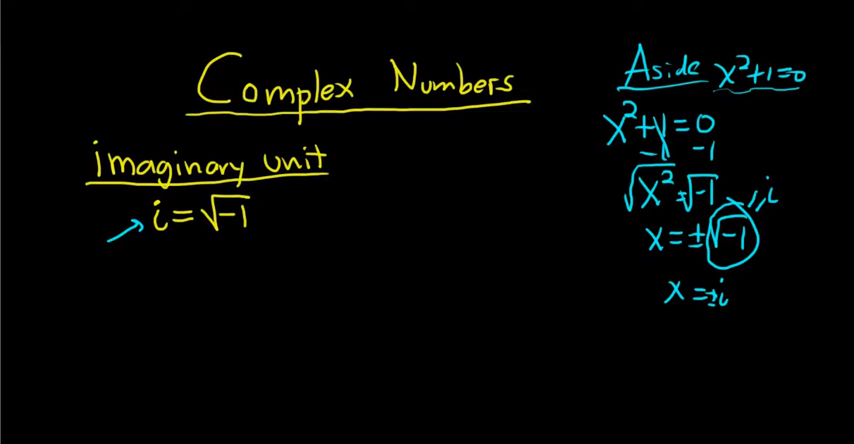 Complex Numbers
imaginary unit
i = √-1
Aside x²+1=0
x²+1 = 0
-1 -1
√x² = √-1
i
x = ± √-1
x = ±i